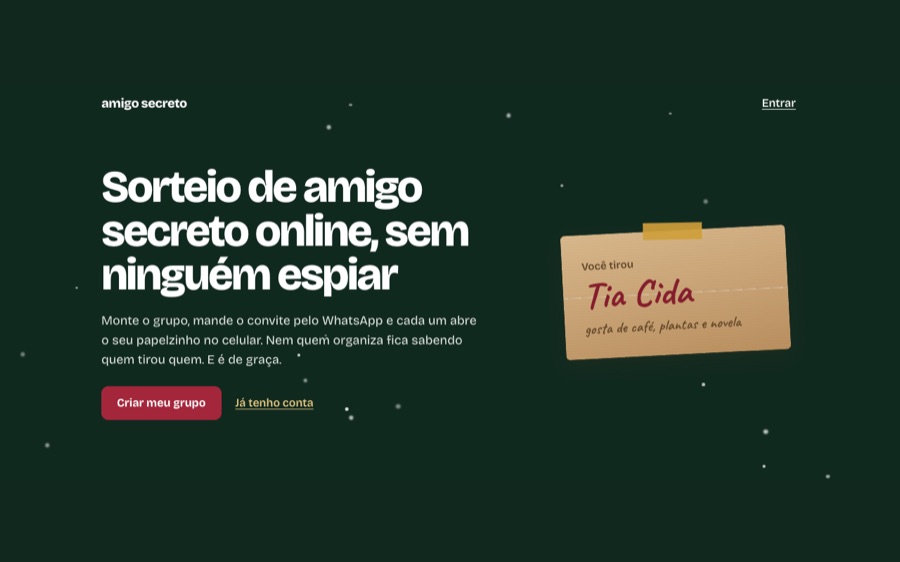 amigo secreto
Entrar
Sorteio de amigo
secreto online, sem
ninguém espiar
Monte o grupo, mande o convite pelo WhatsApp e cada um abre
o seu papelzinho no celular. Nem quem organiza fica sabendo
quem tirou quem. E é de graça.
Criar meu grupo
Já tenho conta
Você tirou
Tia Cida
gosta de café, plantas e novela